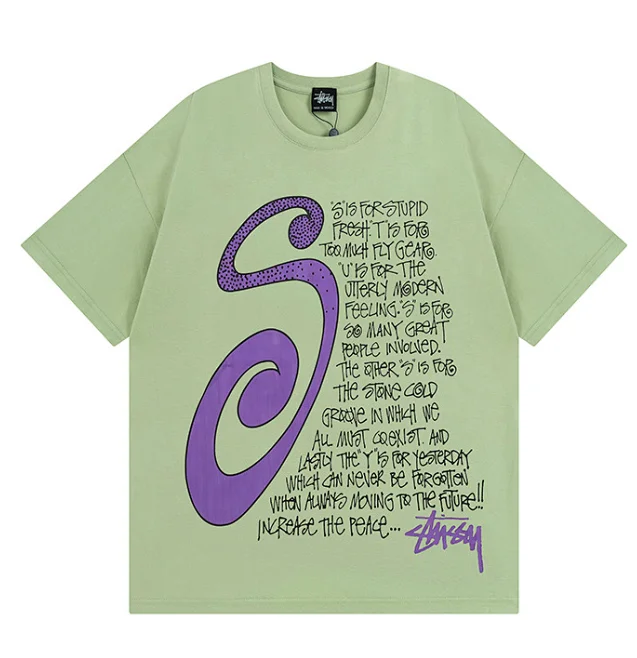 Stüssy
"S" IS FOR STUPID
FRESH. "T" IS FOR
TOO MUCH FLY GEAR.
"U" IS FOR THE
UTTERLY MODERN
FEELING. "S" IS FOR
SO MANY GREAT
PEOPLE INVOLVED.
THE OTHER "S" IS FOR
THE STONE COLD
GROOVE IN WHICH WE
ALL MUST COEXIST. AND
LASTLY THE "Y" IS FOR YESTERDAY
WHICH CAN NEVER BE FORGOTTEN
WHEN ALWAYS MOVING TO THE FUTURE!!
INCREASE THE PEACE... Stüssy